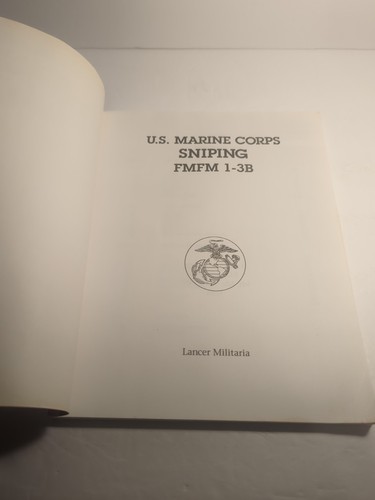 U.S. MARINE CORPS
SNIPING
FMFM 1-3B
Lancer Militaria